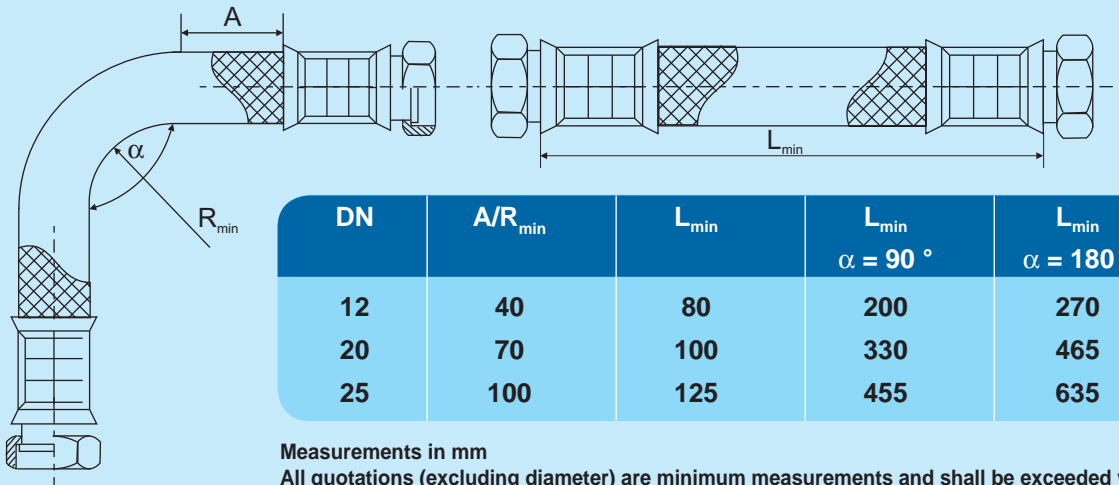 A
α
R min
L min
DN A/R min L min L min L min
α = 90 ° α = 180
12 40 80 200 270
20 70 100 330 465
25 100 125 455 635
Measurements in mm
All quotations (excluding diameter) are minimum measurements and shall be exceeded